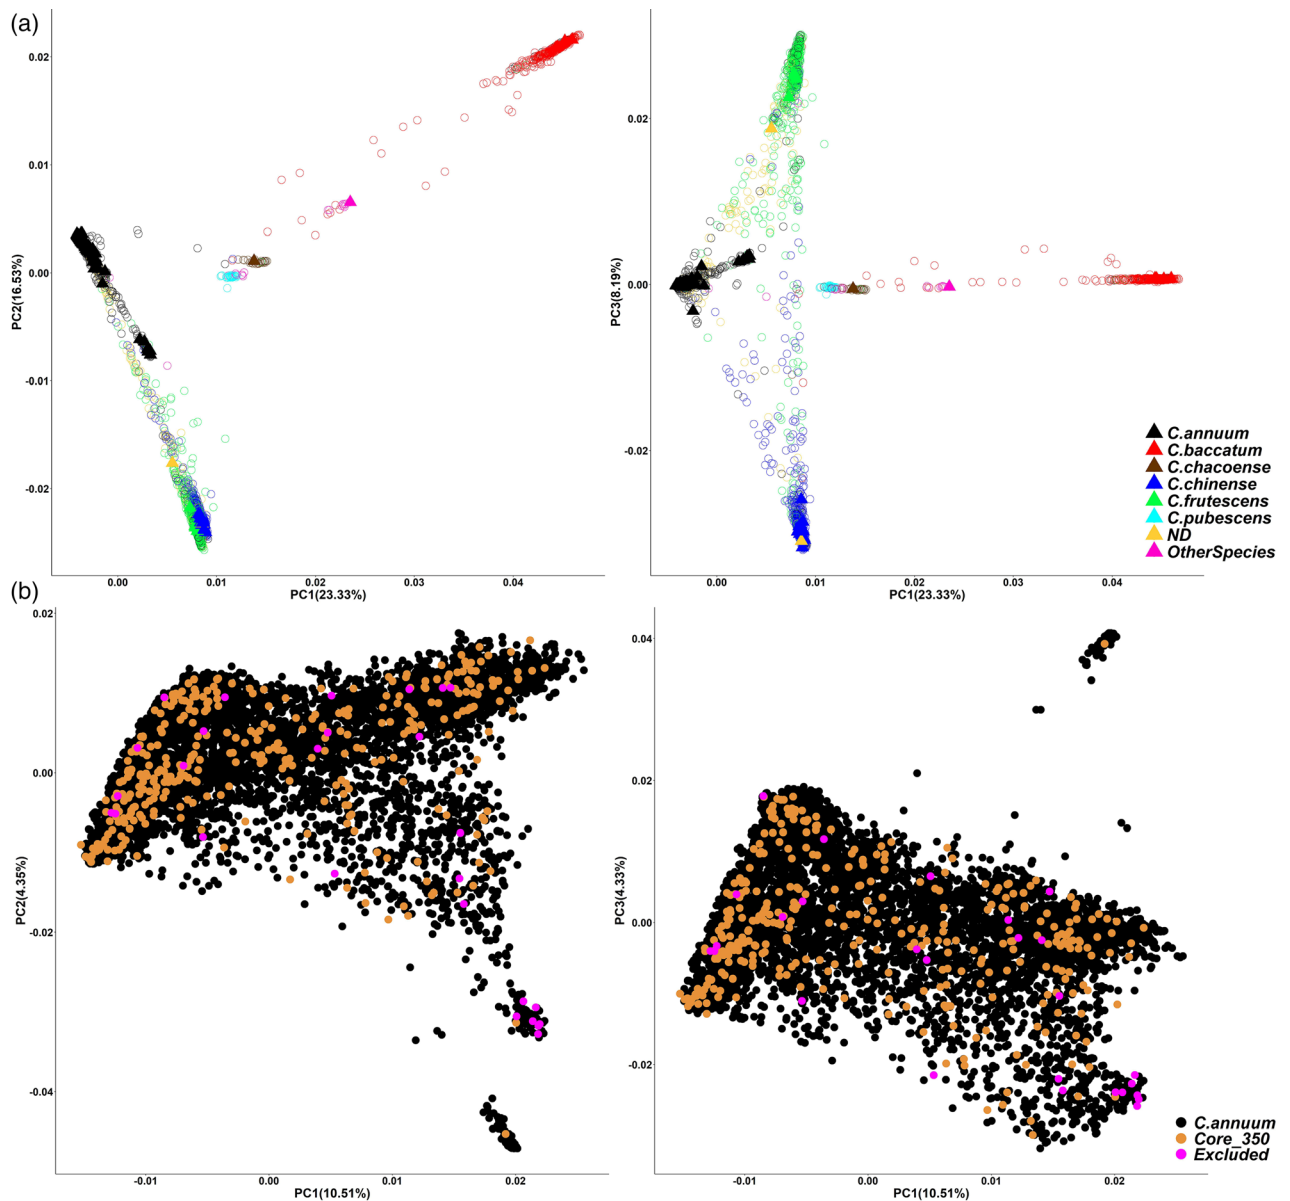 (a)
0.02
0.01
0.00
-0.01
-0.02
PC2(16.53%)
0.00
0.01
0.02
0.03
0.04
PC1(23.33%)
0.02
0.00
-0.02
PC3(8.19%)
0.00
0.01
0.02
0.03
0.04
PC1(23.33%)
C.annuum
C.baccatum
C.chacoense
C.chinense
C.frutescens
C.pubescens
ND
OtherSpecies
(b)
0.02
0.00
-0.02
-0.04
PC2(4.35%)
-0.01
0.00
0.01
0.02
PC1(10.51%)
0.04
0.02
0.00
-0.02
PC3(4.33%)
-0.01
0.00
0.01
0.02
PC1(10.51%)
C.annuum
Core_350
Excluded